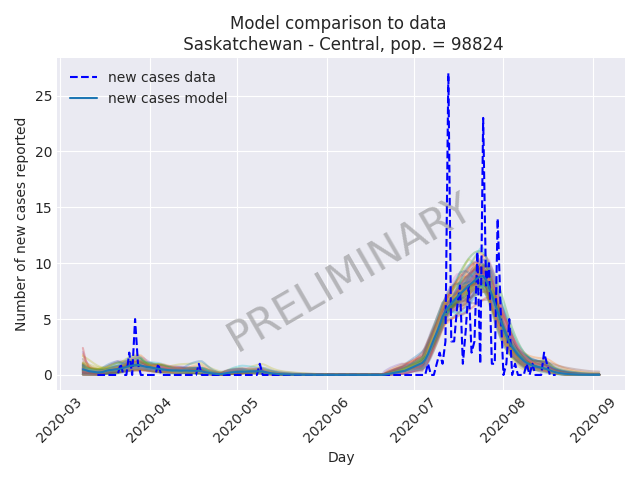 Model comparison to data
Saskatchewan - Central, pop. = 98824
new cases data
new cases model
Number of new cases reported
25
20
15
10
5
0
PRELIMINARY
2020-03
2020-04
2020-05
2020-06
2020-07
2020-08
2020-09
Day